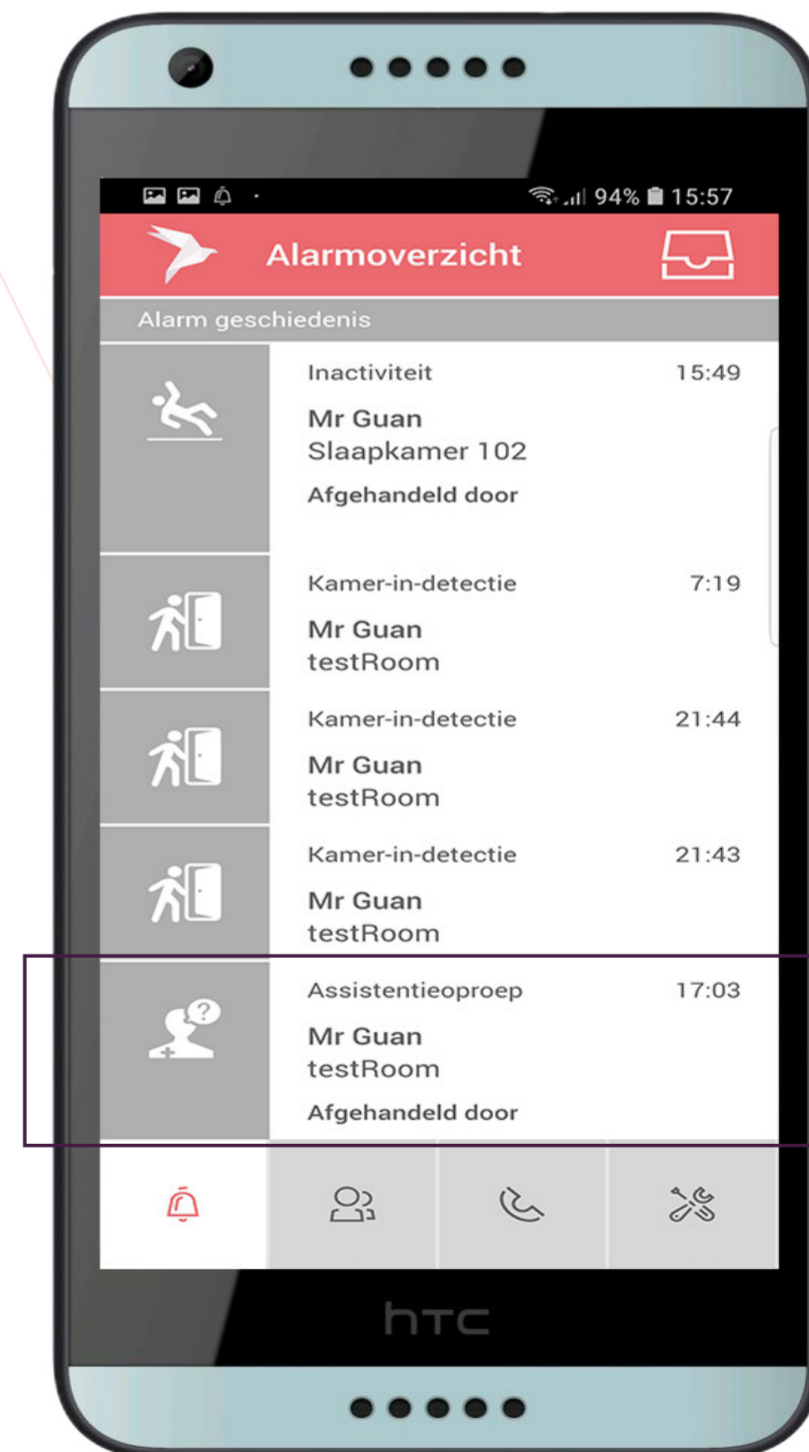 94% 15:57
Alarmoverzicht
Alarm geschiedenis
Inactiviteit 15:49
Mr Guan
Slaapkamer 102
Afgehandeld door
Kamer-in-detectie 7:19
Mr Guan
testRoom
Kamer-in-detectie 21:44
Mr Guan
testRoom
Kamer-in-detectie 21:43
Mr Guan
testRoom
?
Assistentieoproep 17:03
Mr Guan
testRoom
Afgehandeld door
hTC